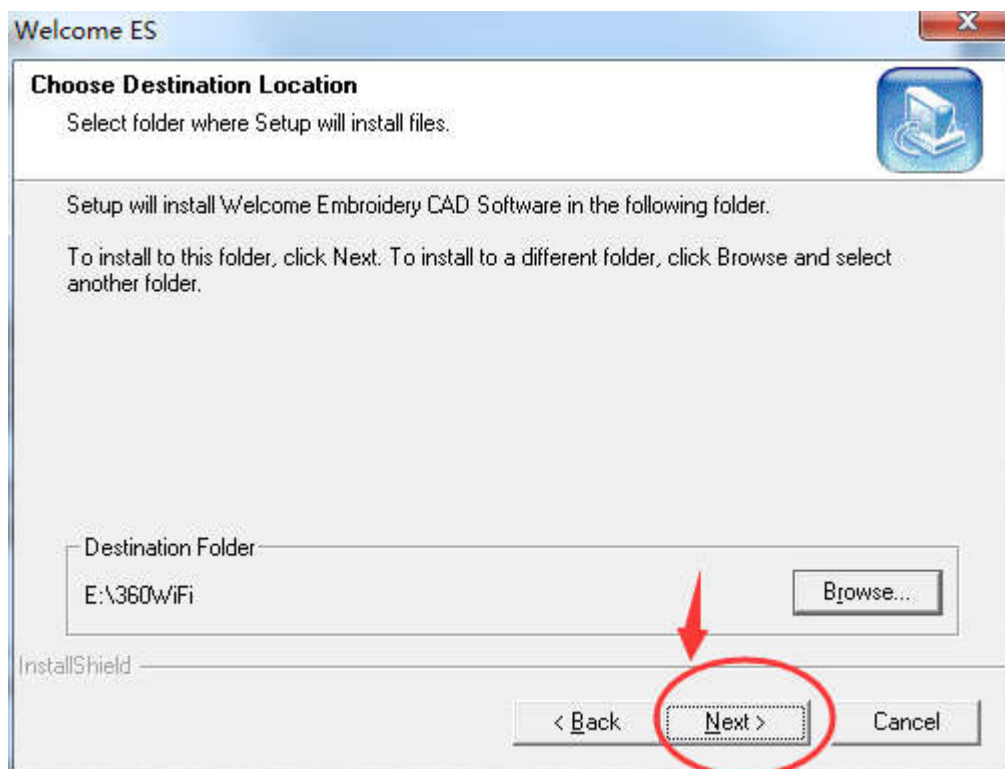 Welcome ES
Choose Destination Location
Select folder where Setup will install files.
Setup will install Welcome Embroidery CAD Software in the following folder.
To install to this folder, click Next. To install to a different folder, click Browse and select
another folder.
Destination Folder
E:\360WiFi
Browse...
InstallShield
< Back
Next >
Cancel